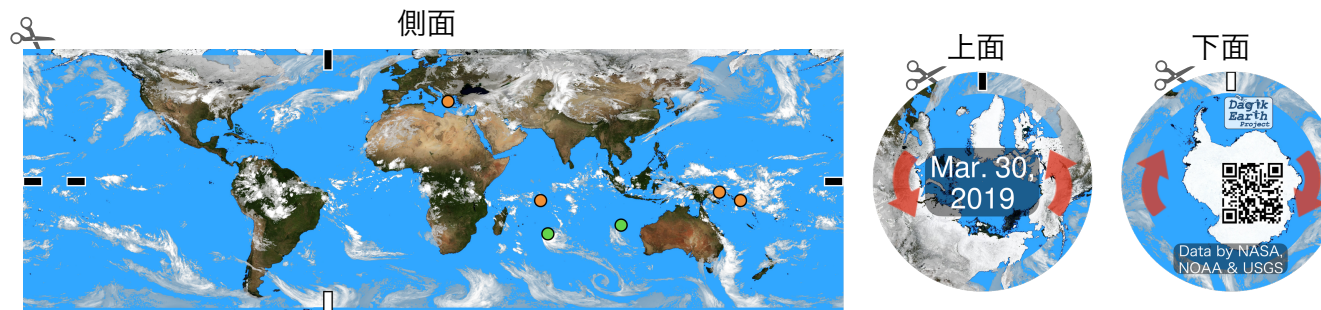 側面
上面
下面
Mar. 30,
2019
Dagik
Earth
Project
Data by NASA,
NOAA & USGS